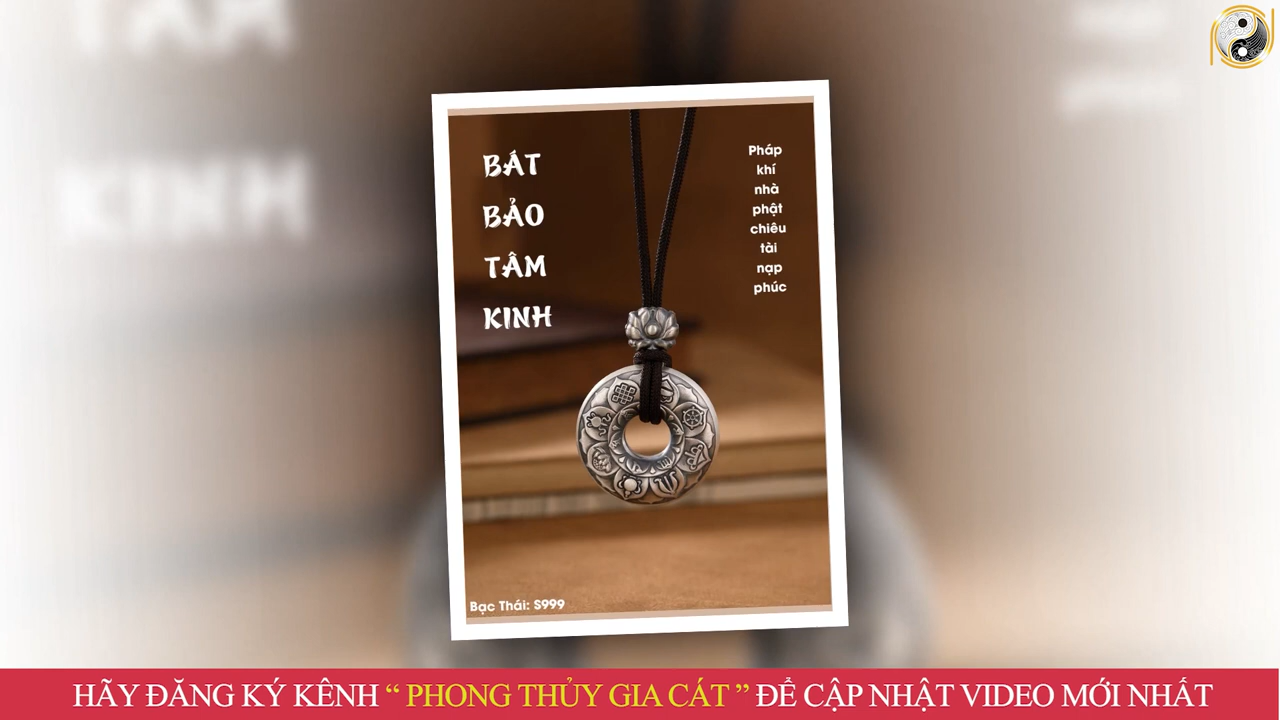 BÁT
BẢO
TÂM
KINH
Pháp
khí
nhà
phật
chiêu
tài
nạp
phúc
Bạc Thái: S999
HÃY ĐĂNG KÝ KÊNH “ PHONG THỦY GIA CÁT ” ĐỂ CẬP NHẬT VIDEO MỚI NHẤT